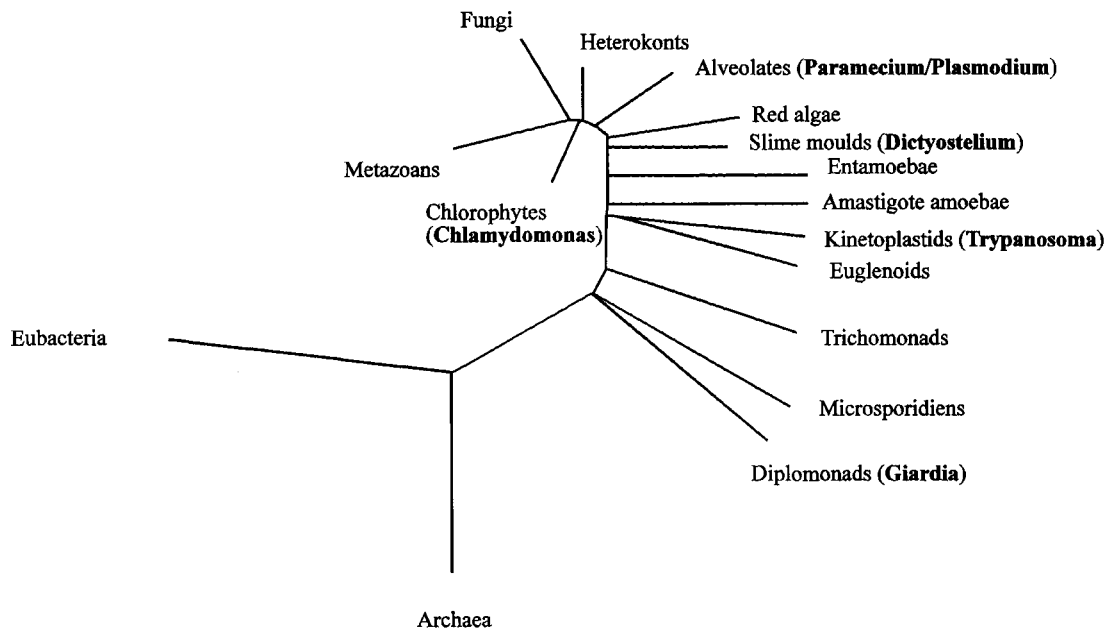 Fungi
Heterokonts
Alveolates (Paramecium/Plasmodium)
Red algae
Slime moulds (Dictyostelium)
Entamoebae
Metazoans
Amastigote amoebae
Chlorophytes
(Chlamydomonas)
Kinetoplastids (Trypanosoma)
Euglenoids
Eubacteria
Trichomonads
Microsporidiens
Diplomonads (Giardia)
Archaea